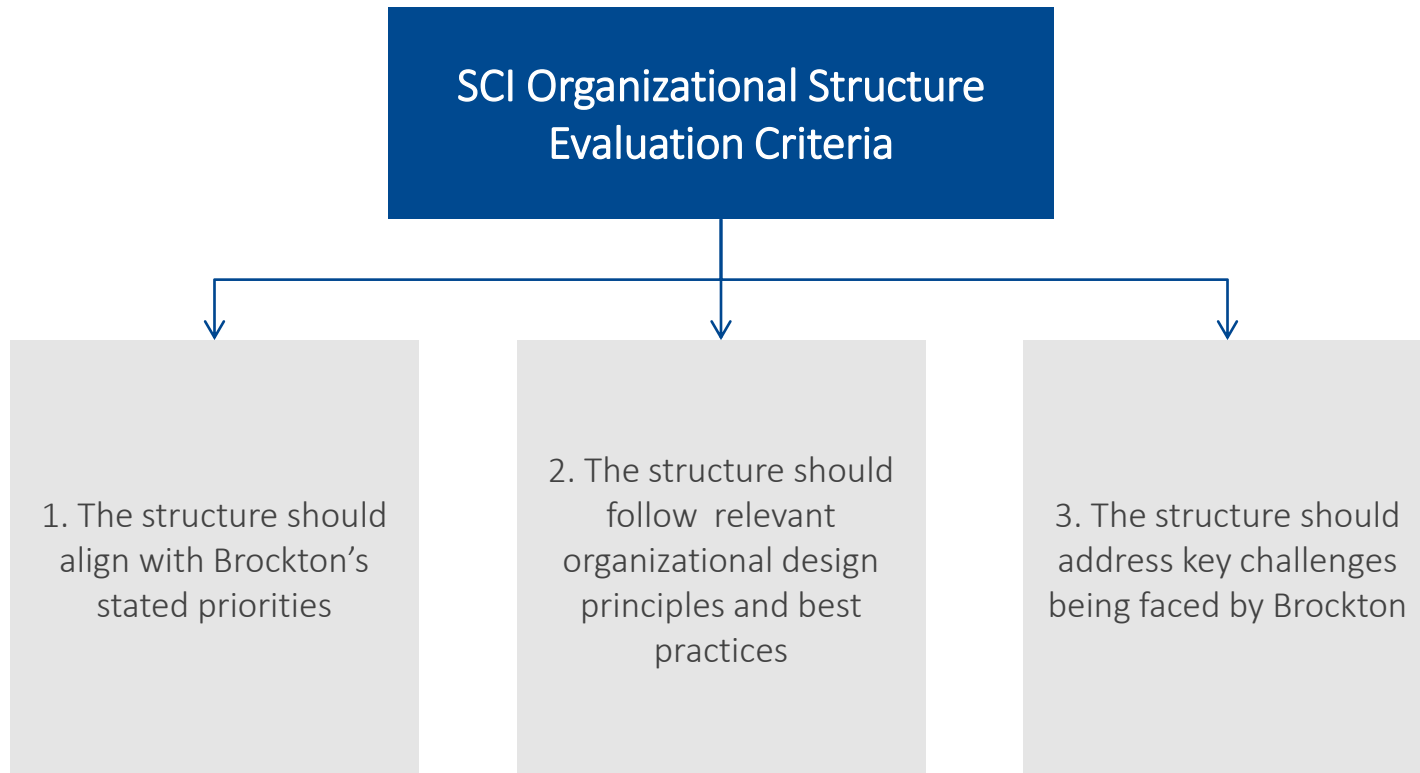 SCI Organizational Structure
Evaluation Criteria
1. The structure should
align with Brockton’s
stated priorities
2. The structure should
follow  relevant
organizational design
principles and best
practices
3. The structure should
address key challenges
being faced by Brockton